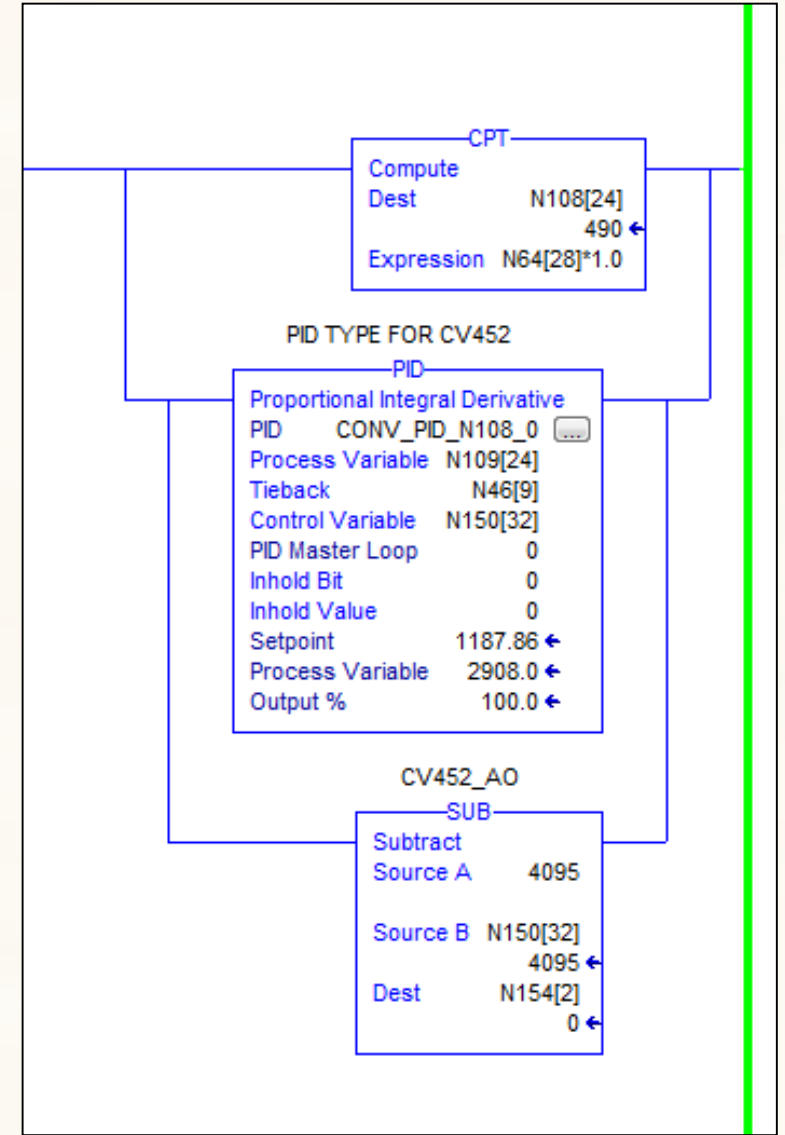 CPT
Compute
Dest N108[24]
490
Expression N64[28]*1.0
PID TYPE FOR CV452
PID
Proportional Integral Derivative
PID CONV_PID_N108_0 ...
Process Variable N109[24]
Tieback N46[9]
Control Variable N150[32]
PID Master Loop 0
Inhold Bit 0
Inhold Value 0
Setpoint 1187.86
Process Variable 2908.0
Output % 100.0
CV452_AO
SUB
Subtract
Source A 4095
Source B N150[32]
4095
Dest N154[2]
0